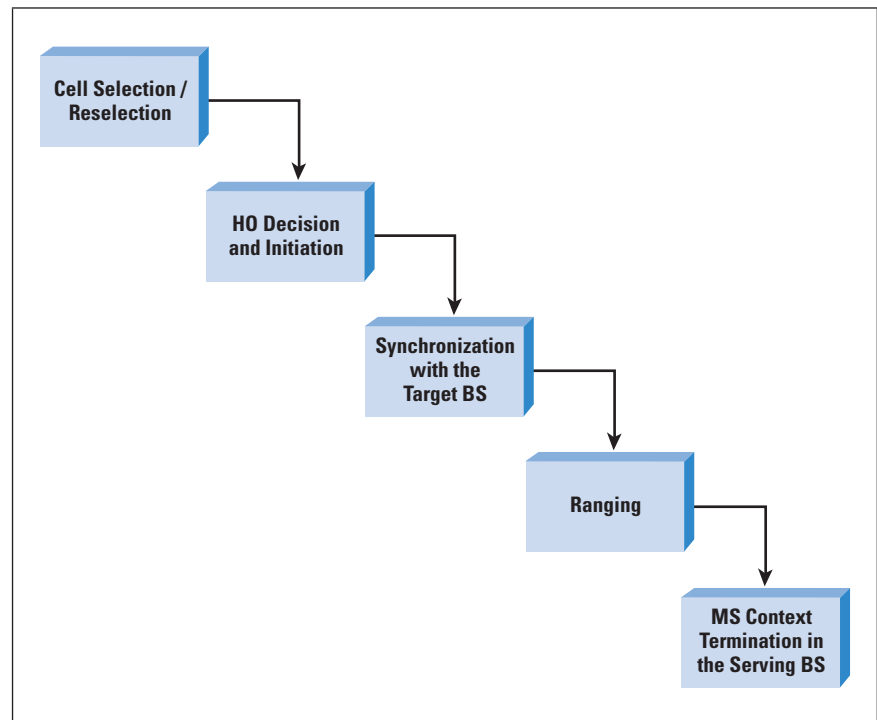 Cell Selection /
Reselection
HO Decision
and Initiation
Synchronization
with the
Target BS
Ranging
MS Context
Termination in
the Serving BS